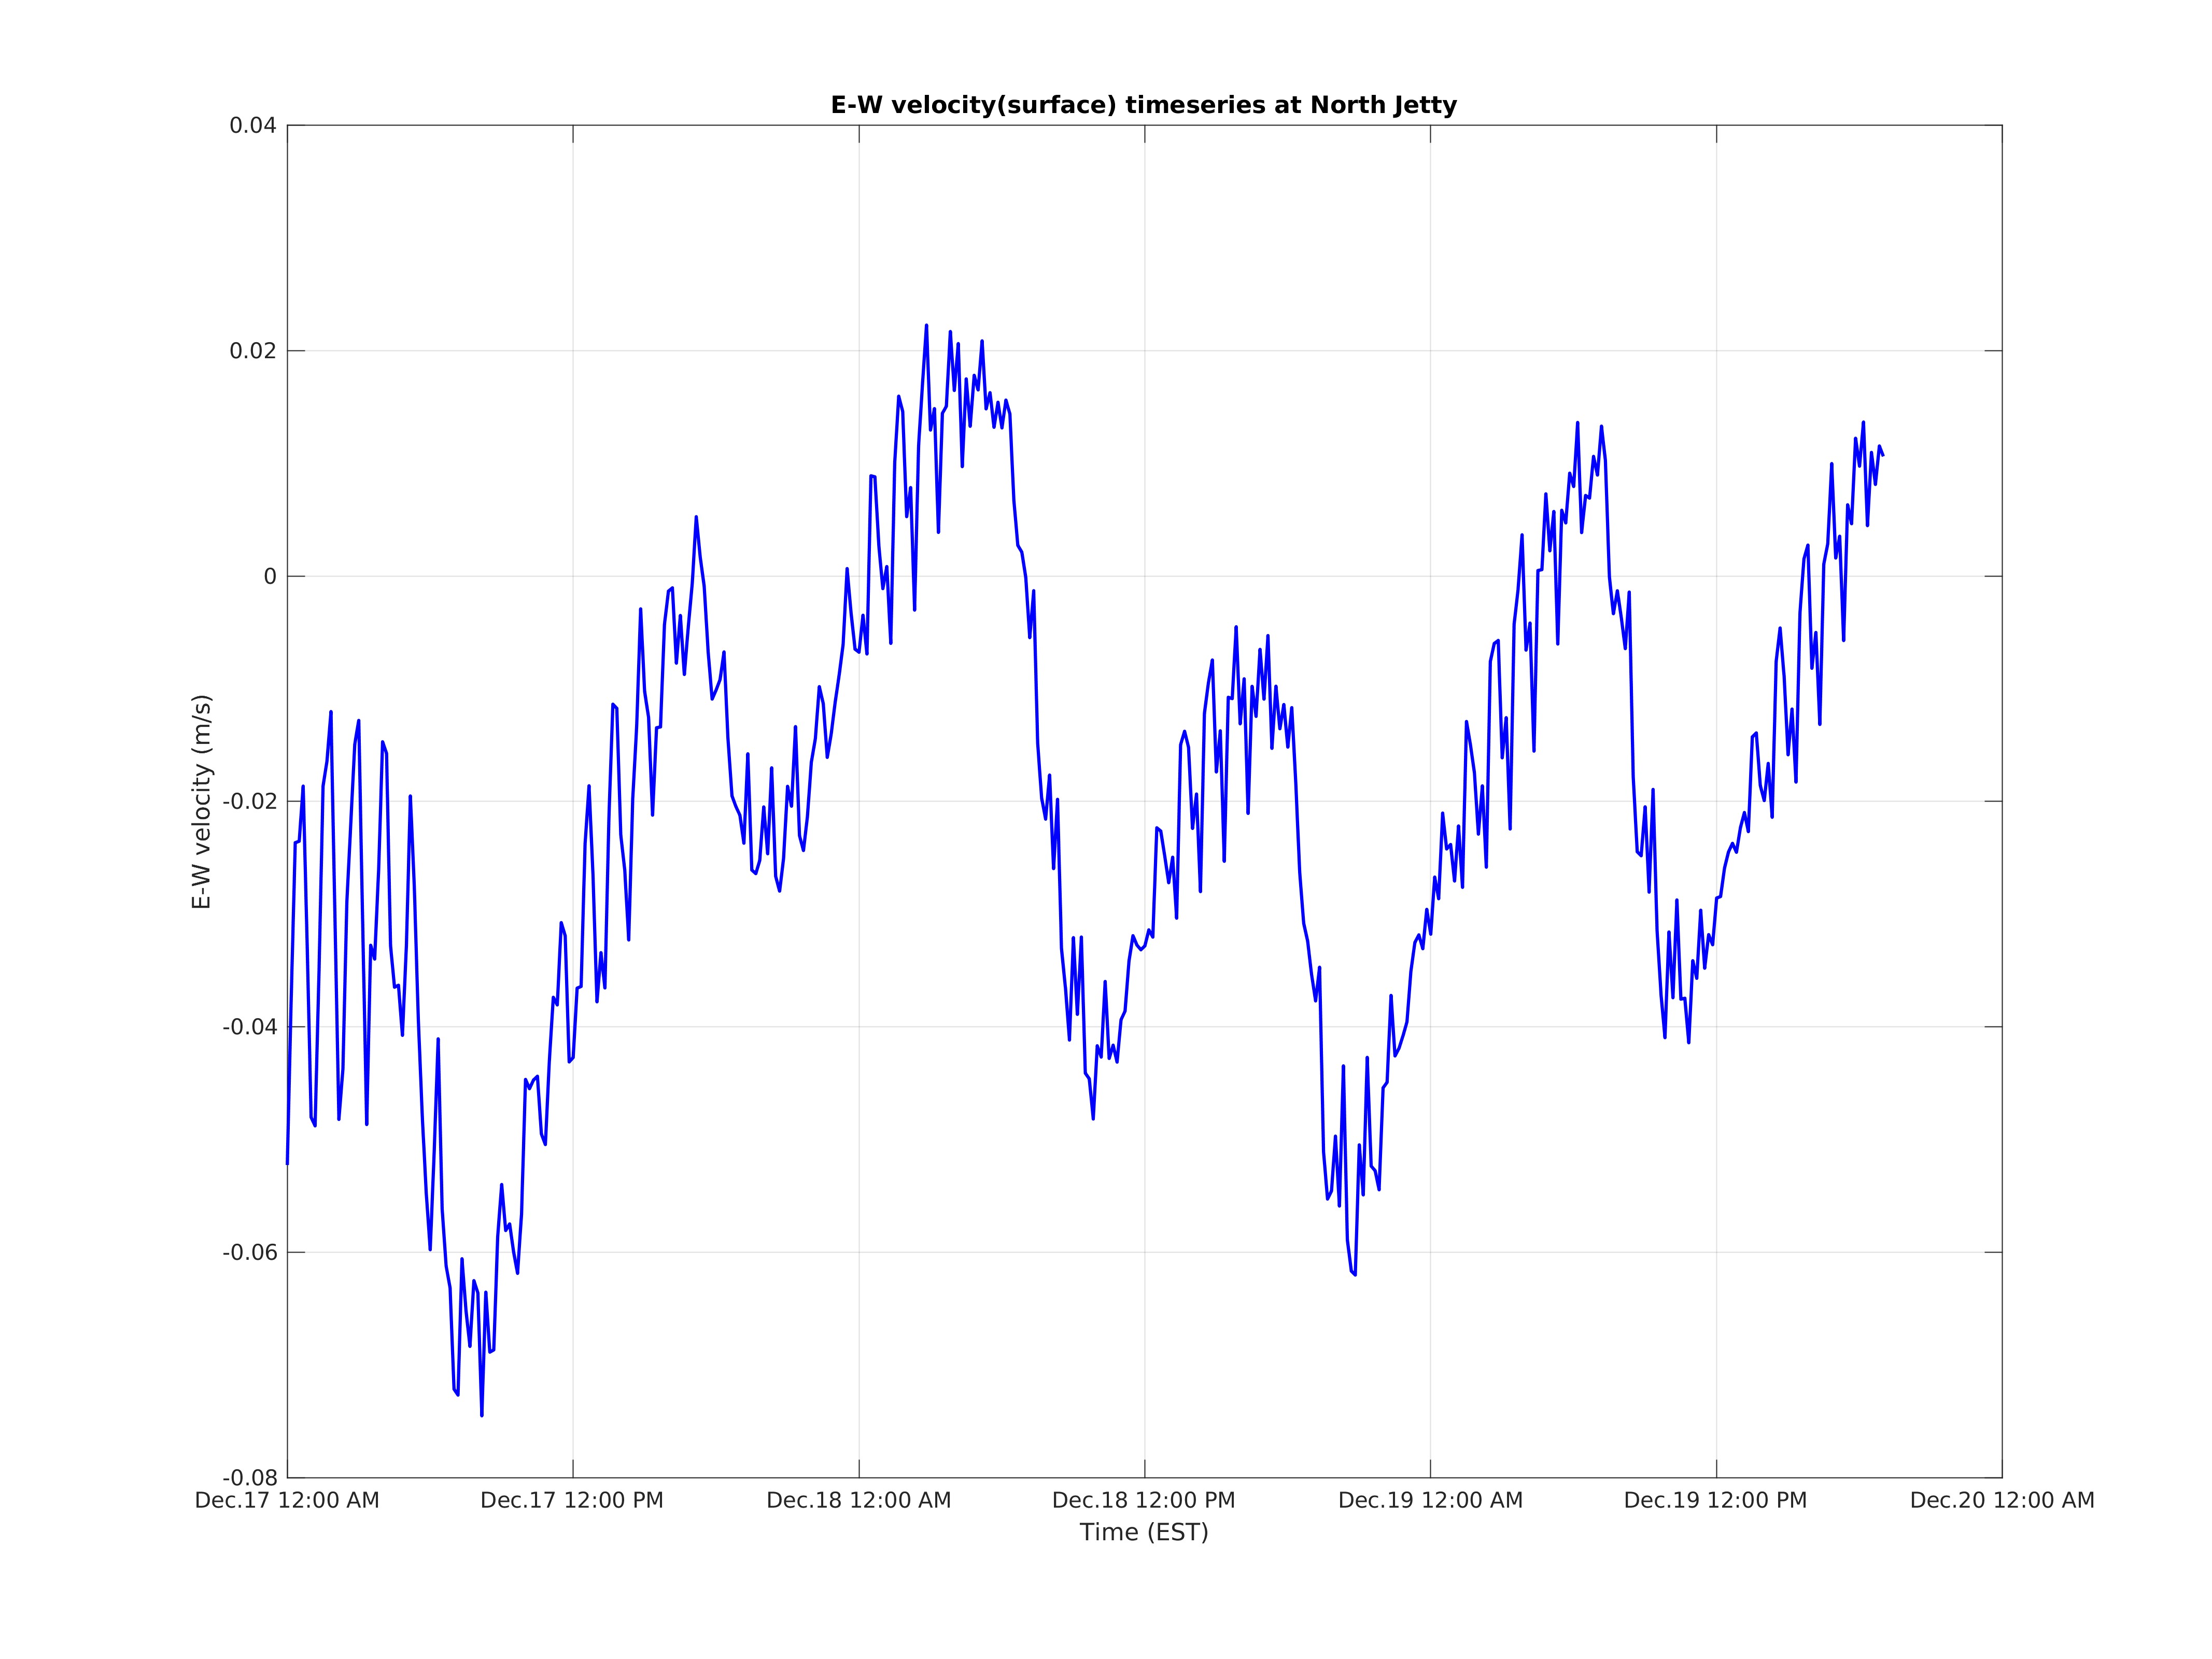 E-W velocity(surface) timeseries at North Jetty
0.04
0.02
0
-0.02
-0.04
-0.06
-0.08
E-W velocity (m/s)
Dec.17 12:00 AM
Dec.17 12:00 PM
Dec.18 12:00 AM
Dec.18 12:00 PM
Dec.19 12:00 AM
Dec.19 12:00 PM
Dec.20 12:00 AM
Time (EST)